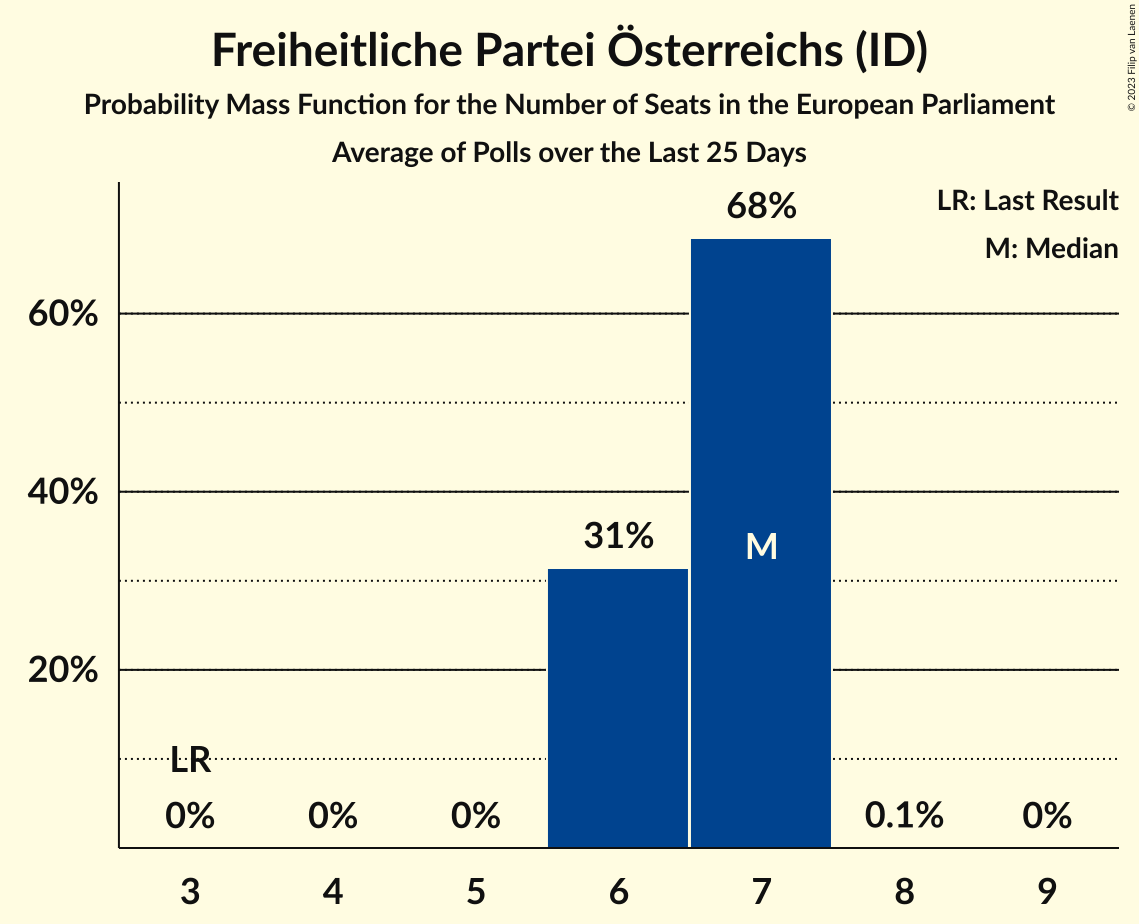 Freiheitliche Partei Österreichs (ID)
Probability Mass Function for the Number of Seats in the European Parliament
Average of Polls over the Last 25 Days
© 2023 Filip van Laenen
LR: Last Result
M: Median
68%
60%
40%
31%
M
20%
LR
0%
0%
0%
0.1%
0%
3
4
5
6
7
8
9